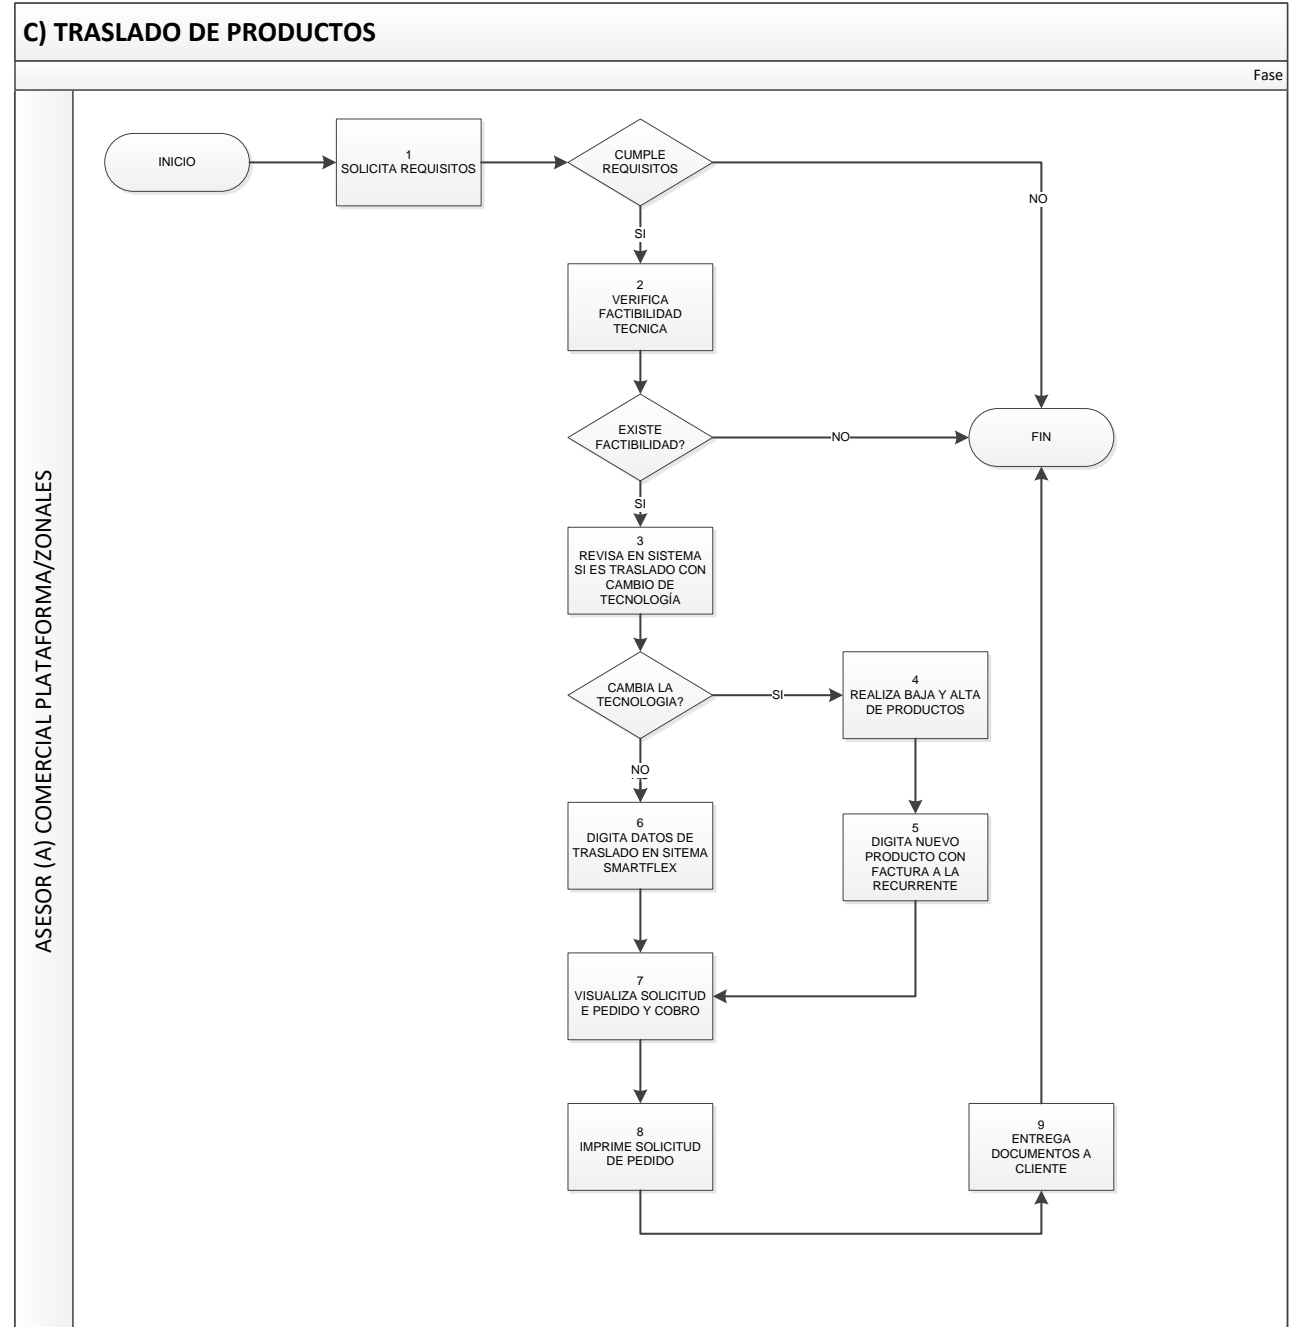 C) TRASLADO DE PRODUCTOS
Fase
ASESOR (A) COMERCIAL PLATAFORMA/ZONALES
INICIO
1
SOLICITA REQUISITOS
CUMPLE
REQUISITOS
NO
SI
2
VERIFICA
FACTIBILIDAD
TECNICA
EXISTE
FACTIBILIDAD?
NO
FIN
SI
3
REVISA EN SISTEMA
SI ES TRASLADO CON
CAMBIO DE
TECNOLOGÍA
CAMBIA LA
TECNOLOGIA?
SI
4
REALIZA BAJA Y ALTA
DE PRODUCTOS
NO
6
DIGITA DATOS DE
TRASLADO EN SITEMA
SMARTFLEX
5
DIGITA NUEVO
PRODUCTO CON
FACTURA A LA
RECURRENTE
7
VISUALIZA SOLICITUD
E PEDIDO Y COBRO
8
IMPRIME SOLICITUD
DE PEDIDO
9
ENTREGA
DOCUMENTOS A
CLIENTE